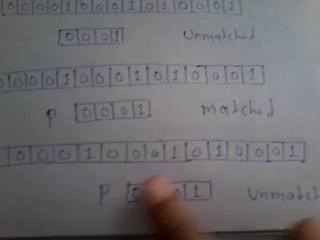 0 0 0 1 0 0 0 1 0 1 0 0 0 1
0 0 0 1 Unmatched
0 0 0 0 1 0 0 0 1 0 1 0 0 0 1
P 0 0 0 1 matched
0 0 0 1 0 0 0 1 0 1 0 0 0 1
P 0 1 Unmatch